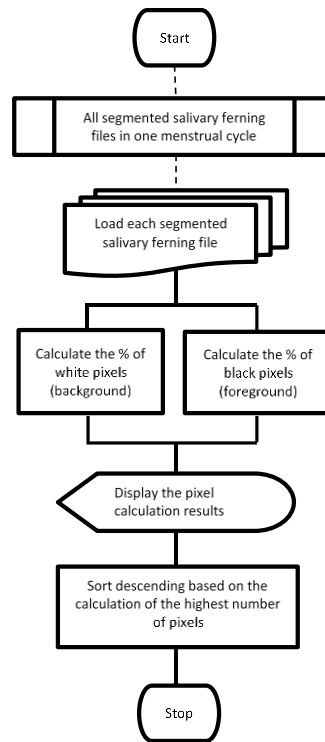 Start
All segmented salivary ferning
files in one menstrual cycle
Load each segmented
salivary ferning file
Calculate the % of
white pixels
(background)
Calculate the % of
black pixels
(foreground)
Display the pixel
calculation results
Sort descending based on the
calculation of the highest number
of pixels
Stop